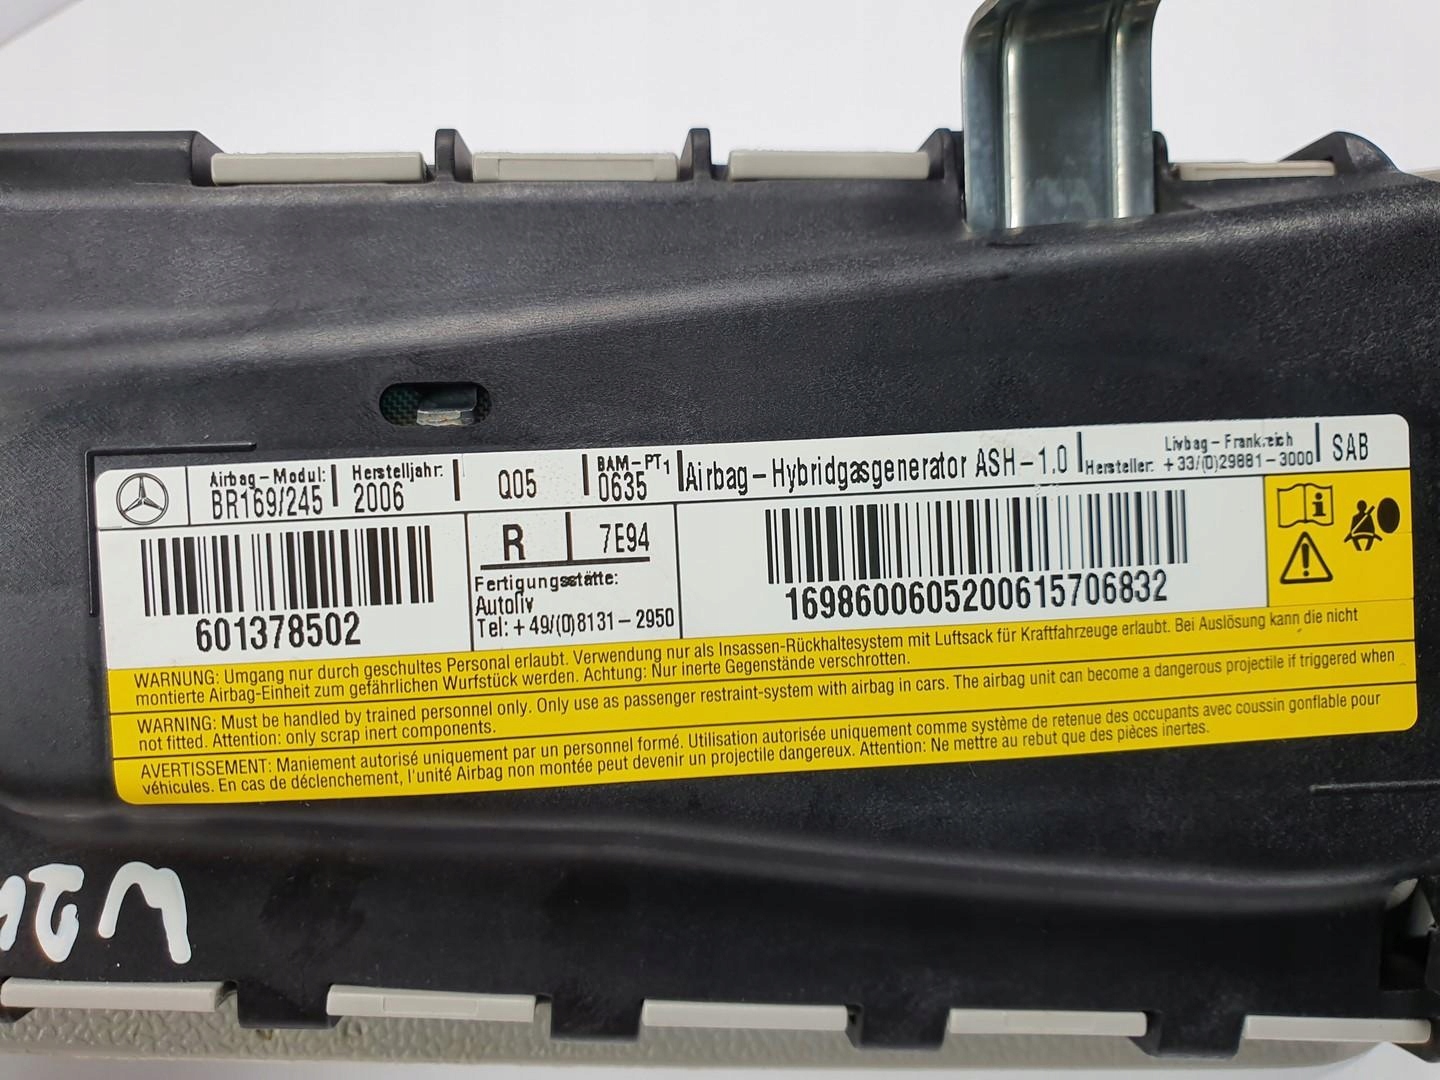 Airbag-Modul: BR169/245
Herstelljahr: 2006
Q05
BAM-PT1 0635
Airbag-Hybridgasgenerator ASH-1.0
Hersteller: Livbag-Frankreich +33/(0)29881-3000
SAB
601378502
R 7E94
Fertigungsstätte:
Autoliv
Tel: +49/(0)8131-2950
1698600605200615706832
WARNUNG: Umgang nur durch geschultes Personal erlaubt. Verwendung nur als Insassen-Rückhaltesystem mit Luftsack für Kraftfahrzeuge erlaubt. Bei Auslösung kann die nicht
montierte Airbag-Einheit zum gefährlichen Wurfstück werden. Achtung: Nur inerte Gegenstände verschrotten.
WARNING: Must be handled by trained personnel only. Only use as passenger restraint-system with airbag in cars. The airbag unit can become a dangerous projectile if triggered when
not fitted. Attention: only scrap inert components.
AVERTISSEMENT: Maniement autorisé uniquement par un personnel formé. Utilisation autorisée uniquement comme système de retenue des occupants avec coussin gonflable pour
véhicules. En cas de déclenchement, l'unité Airbag non montée peut devenir un projectile dangereux. Attention: Ne mettre au rebut que des pièces inertes.